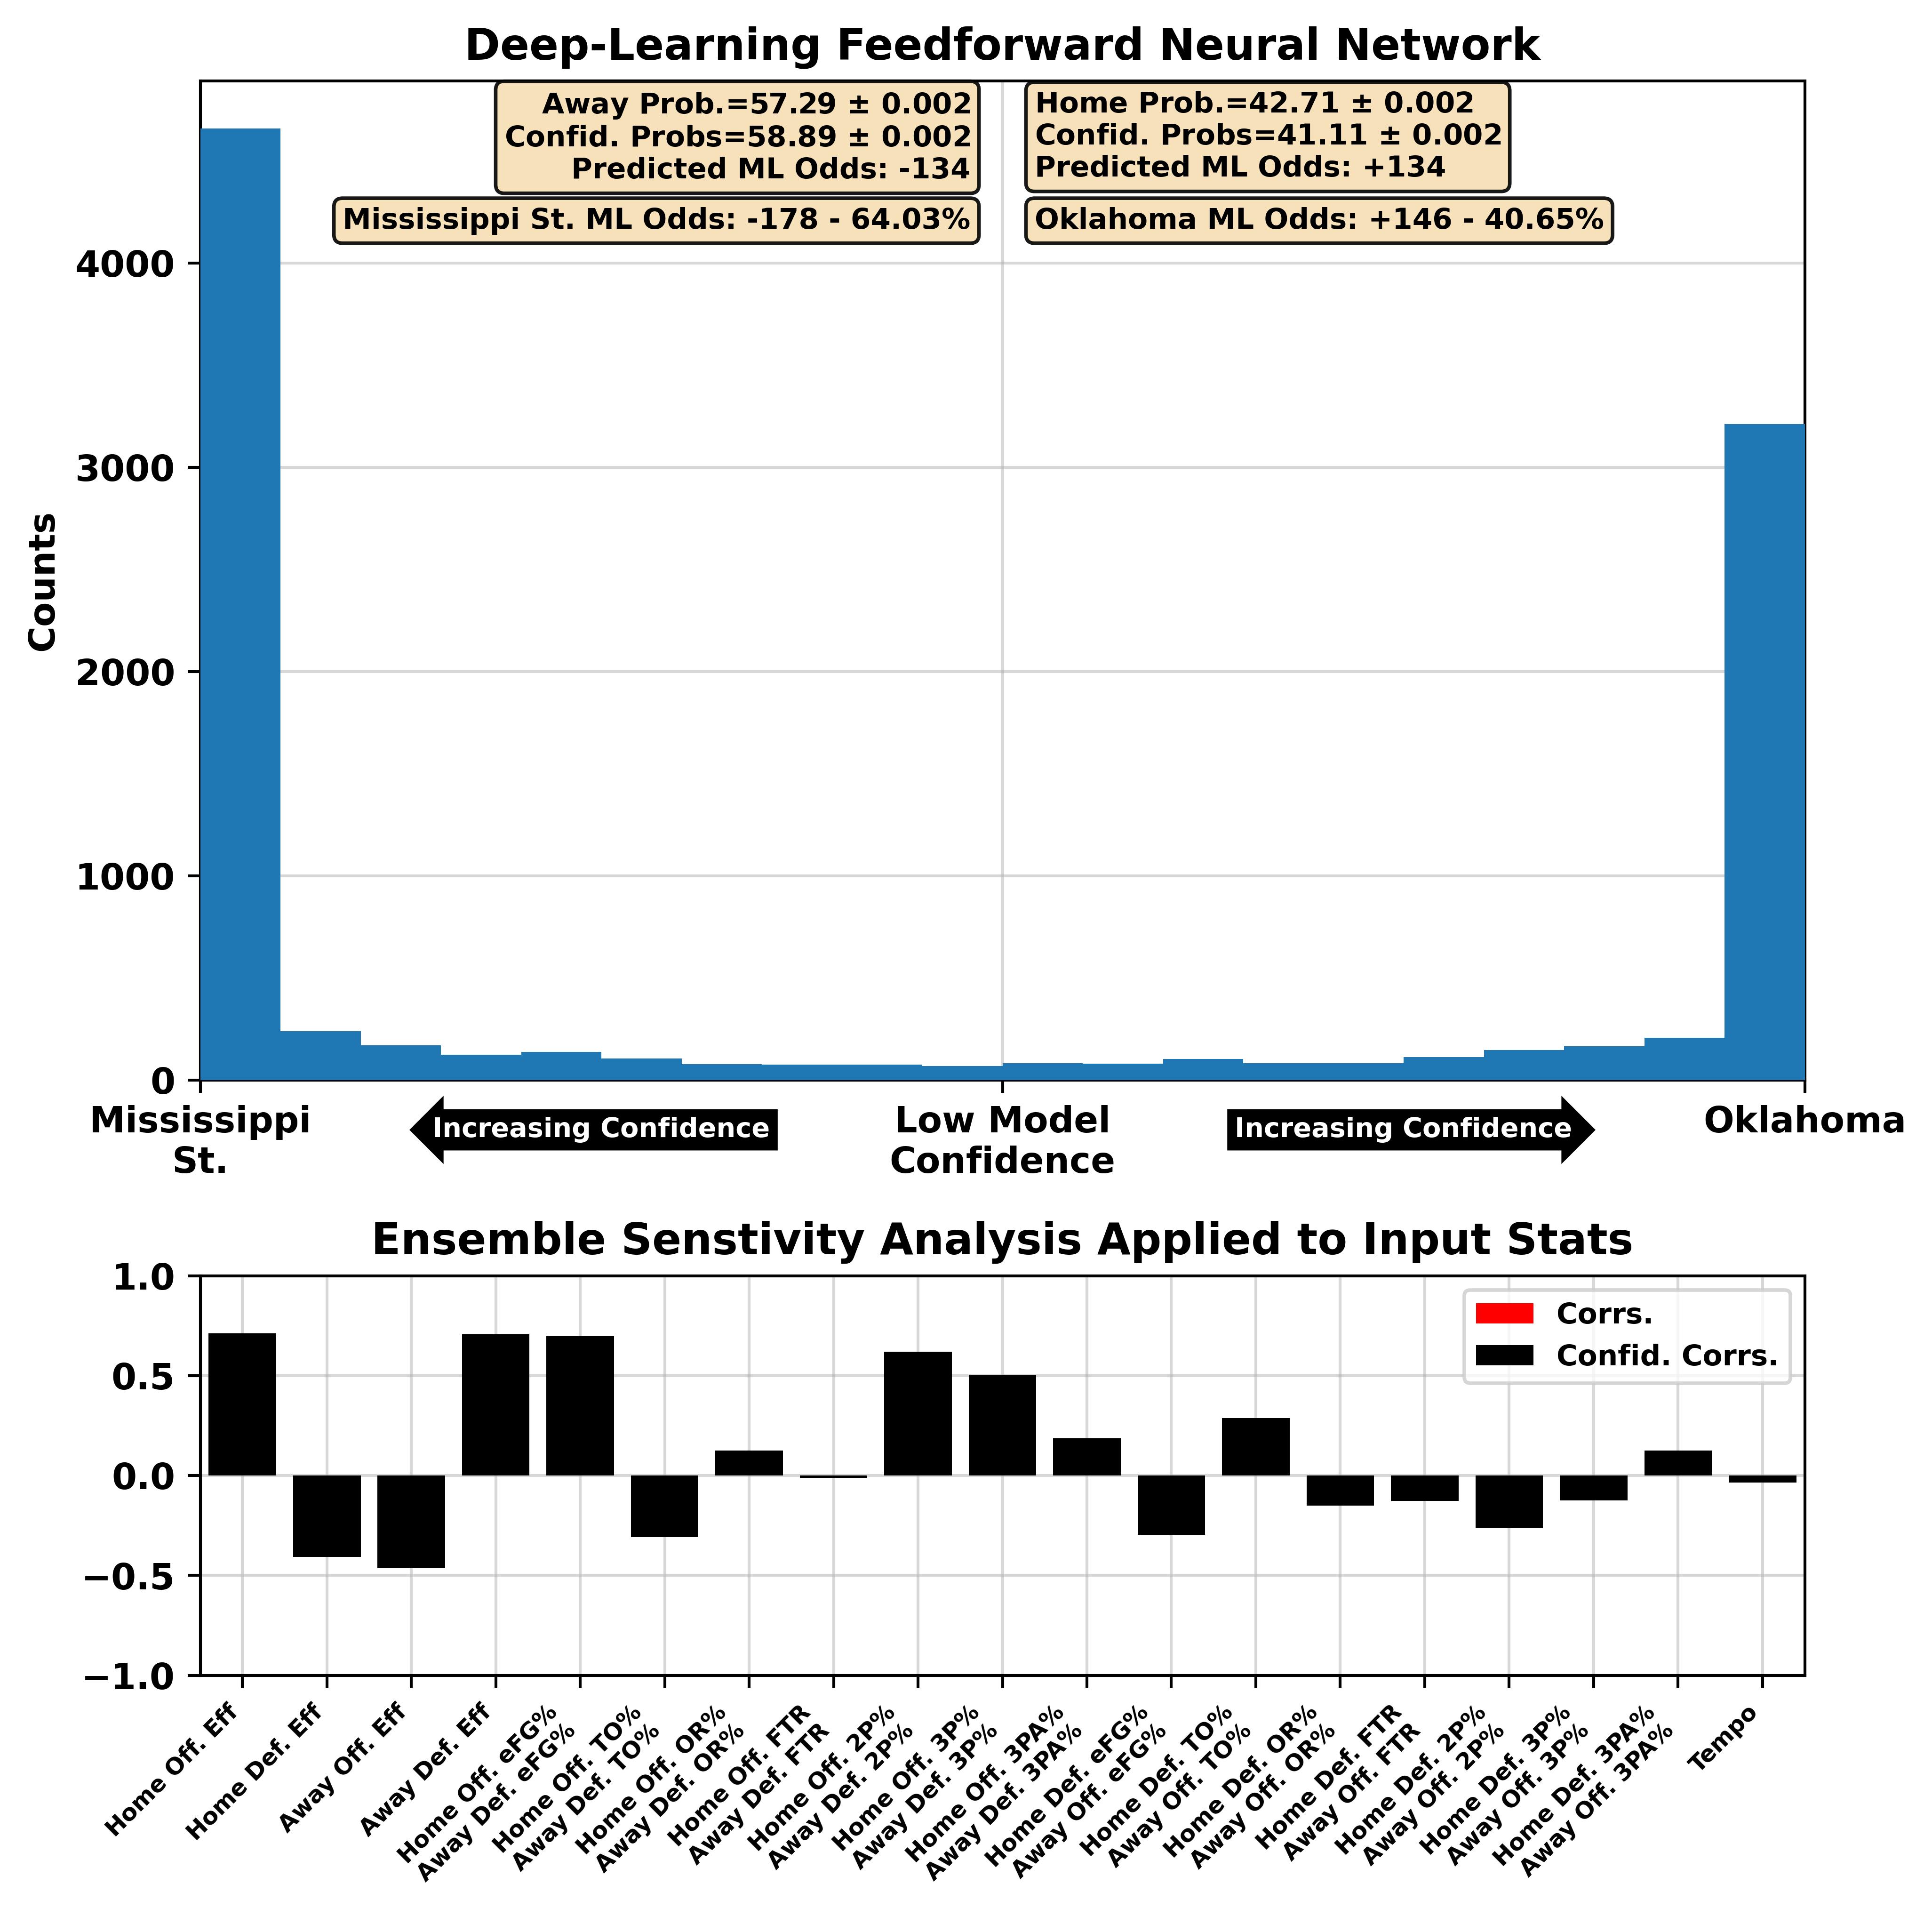 Deep-Learning Feedforward Neural Network
Away Prob.=57.29 ± 0.002
Confid. Probs=58.89 ± 0.002
Predicted ML Odds: -134
Home Prob.=42.71 ± 0.002
Confid. Probs=41.11 ± 0.002
Predicted ML Odds: +134
Mississippi St. ML Odds: -178 - 64.03%
Oklahoma ML Odds: +146 - 40.65%
Counts
4000
3000
2000
1000
0
Mississippi
St.
Increasing Confidence
Low Model
Confidence
Increasing Confidence
Oklahoma
Ensemble Senstivity Analysis Applied to Input Stats
1.0
0.5
0.0
−0.5
−1.0
Corrs.
Confid. Corrs.
Home Off. Eff
Home Def. Eff
Away Off. Eff
Away Def. Eff
Home Off. eFG%
Away Def. eFG%
Home Off. TO%
Away Def. TO%
Home Off. OR%
Away Def. OR%
Home Off. FTR
Away Def. FTR
Home Off. 2P%
Away Def. 2P%
Home Off. 3P%
Away Def. 3P%
Home Off. 3PA%
Away Def. 3PA%
Home Def. eFG%
Away Off. eFG%
Home Def. TO%
Away Off. TO%
Home Def. OR%
Away Off. OR%
Home Def. FTR
Away Off. FTR
Home Def. 2P%
Away Off. 2P%
Home Def. 3P%
Away Off. 3P%
Home Def. 3PA%
Away Off. 3PA%
Tempo